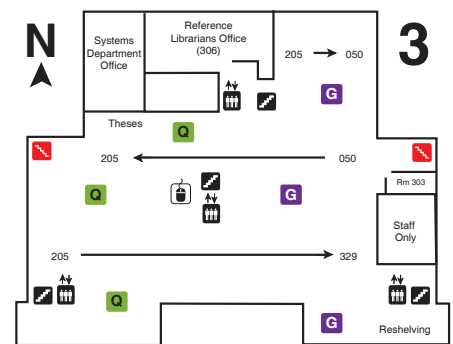 N
Systems
Department
Office
Reference
Librarians Office
(306)
205
050
3
G
Theses
Q
205
050
Rm 303
Q
G
Staff
Only
205
329
Q
G
Reshelving